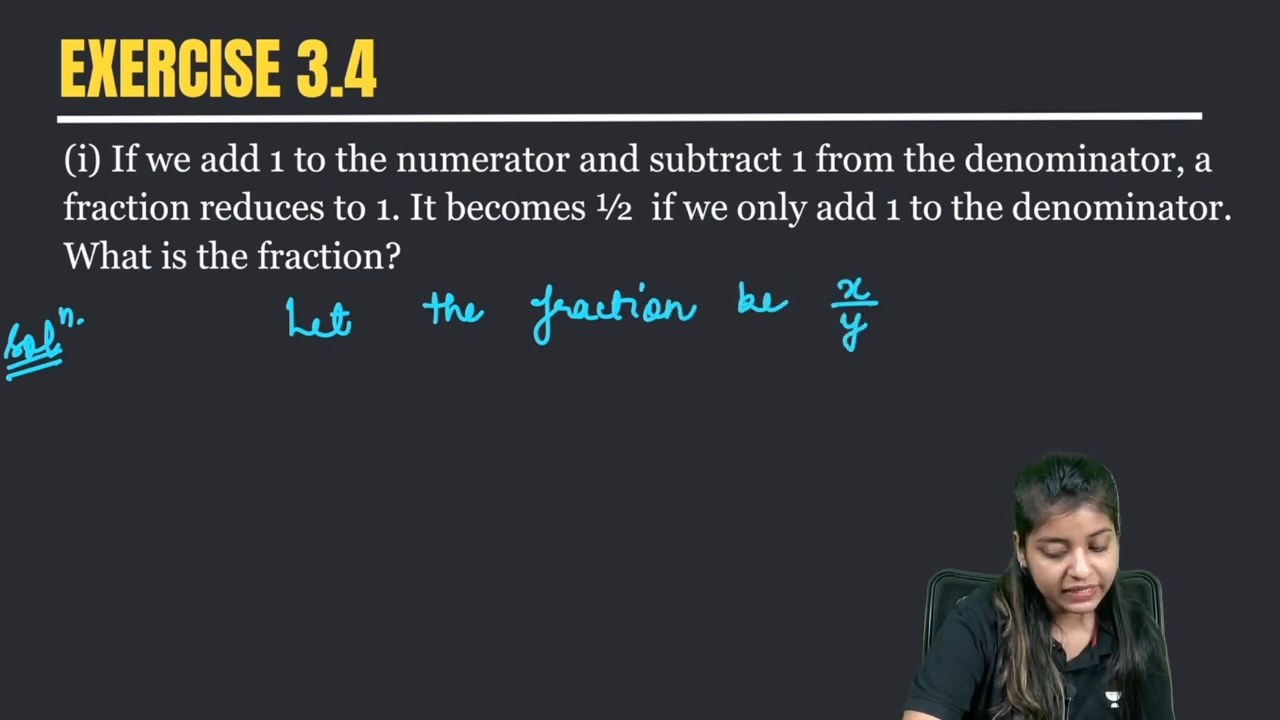 EXERCISE 3.4
(i) If we add 1 to the numerator and subtract 1 from the denominator, a
fraction reduces to 1. It becomes ½ if we only add 1 to the denominator.
What is the fraction?
Solⁿ. Let the fraction be x/y